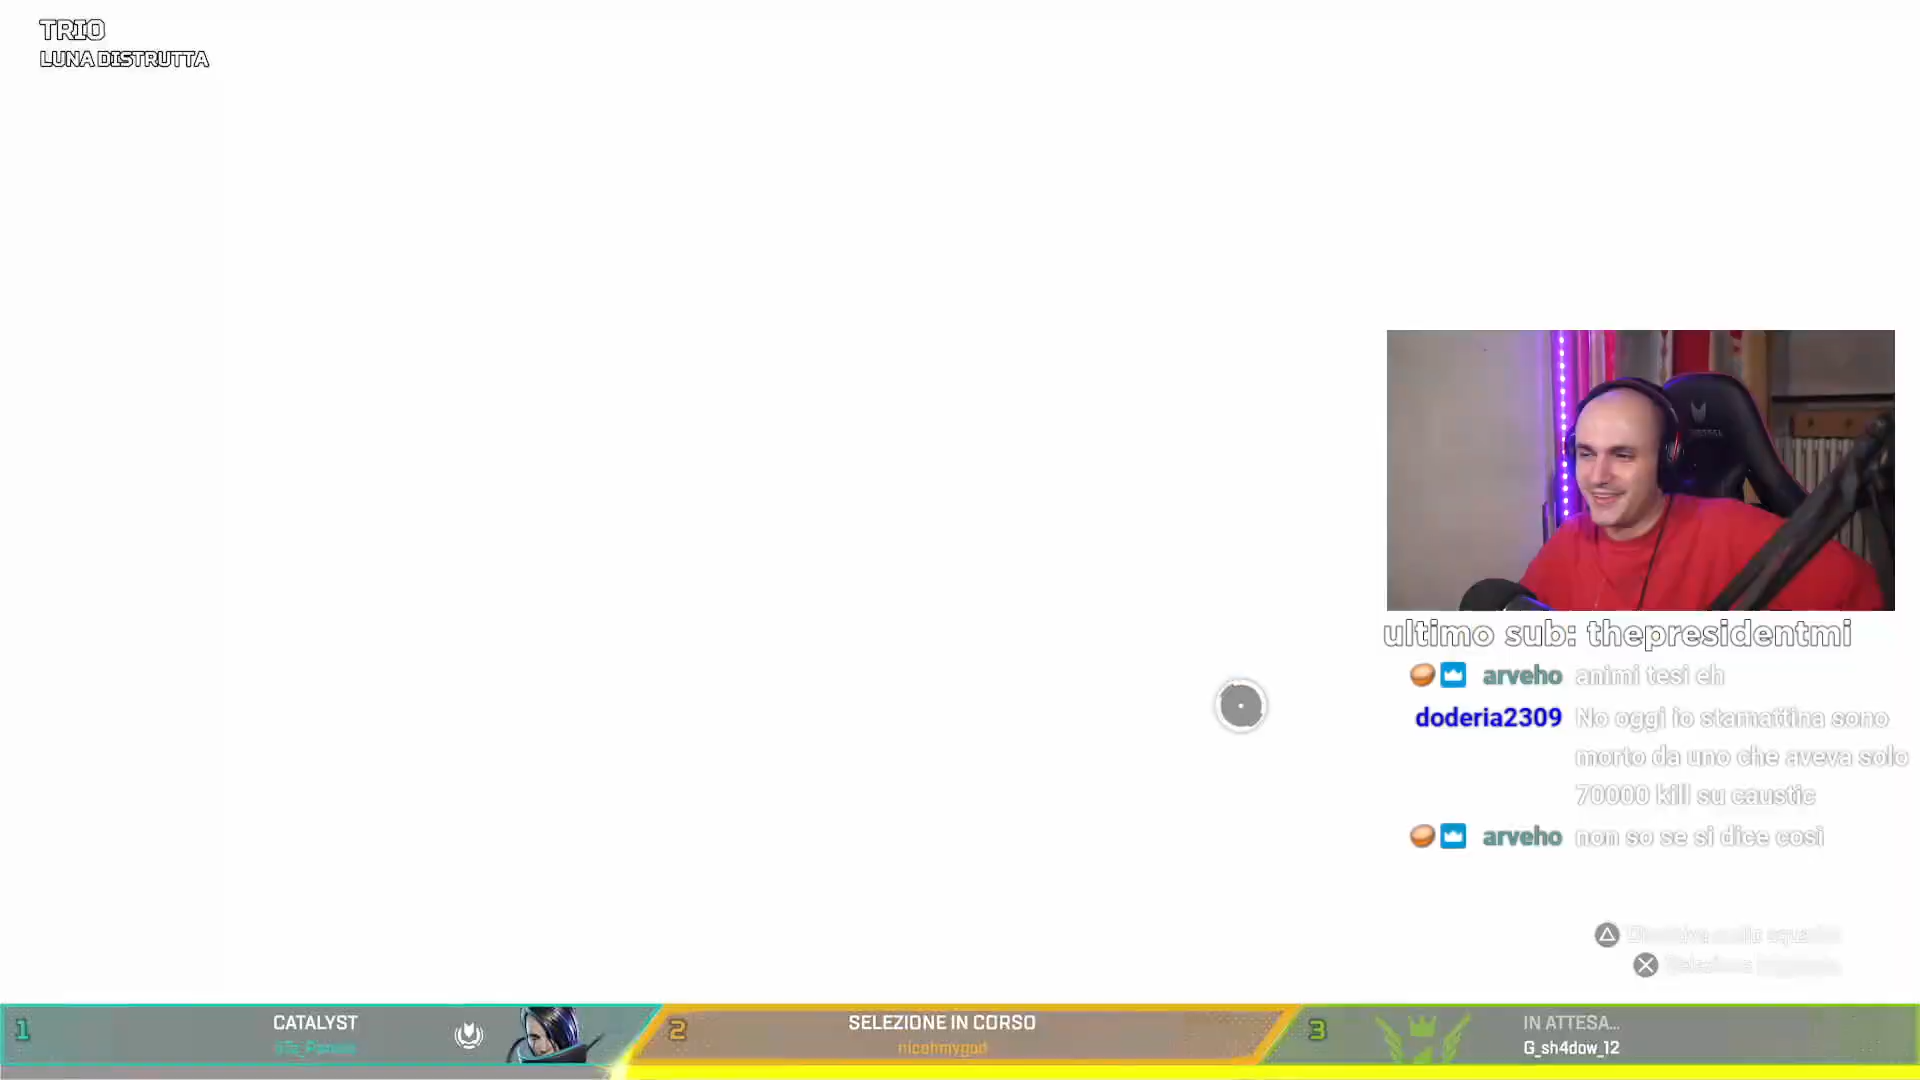 TRIO
LUNA DISTRUTTA
ultimo sub: thepresidentmi
arveho animi tesi eh
doderia2309 No oggi io stamattina sono
morto da uno che aveva solo
70000 kill su caustic
arveho non so se si dice così
1 CATALYST
2 SELEZIONE IN CORSO
nicohmygod
3 IN ATTESA...
G_sh4dow_12